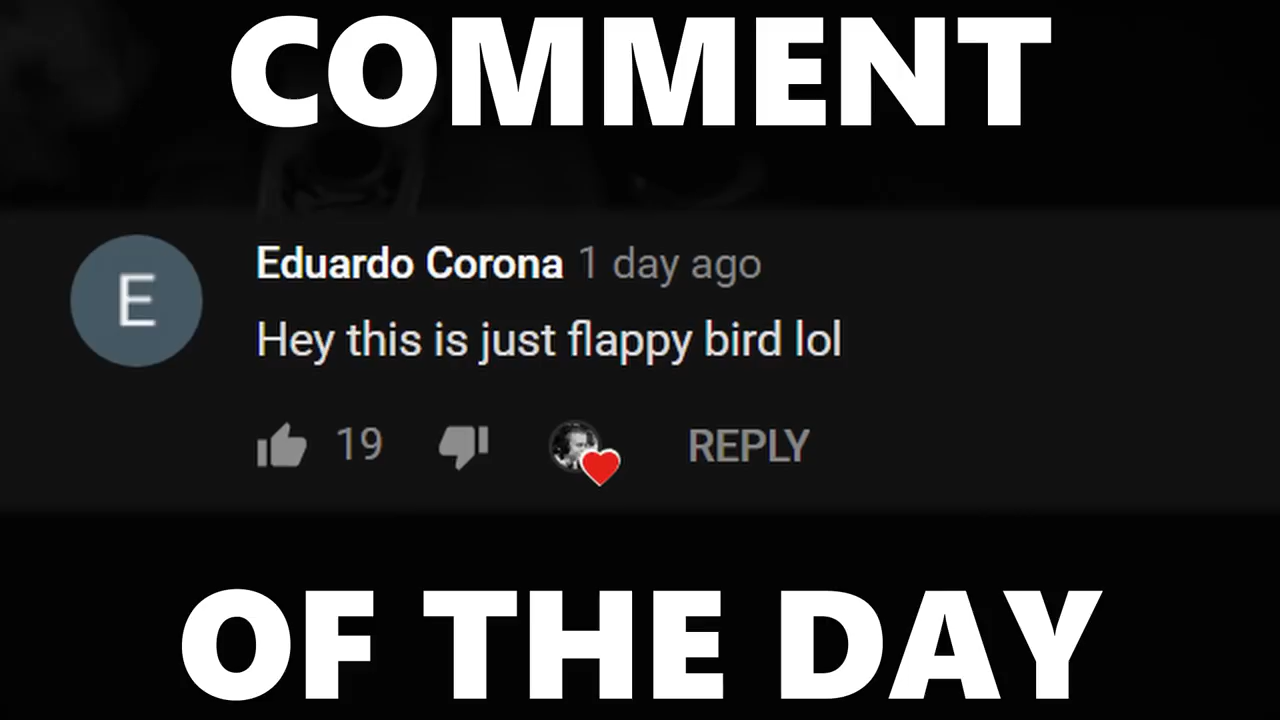 COMMENT
E
Eduardo Corona 1 day ago
Hey this is just flappy bird lol
19 REPLY
OF THE DAY